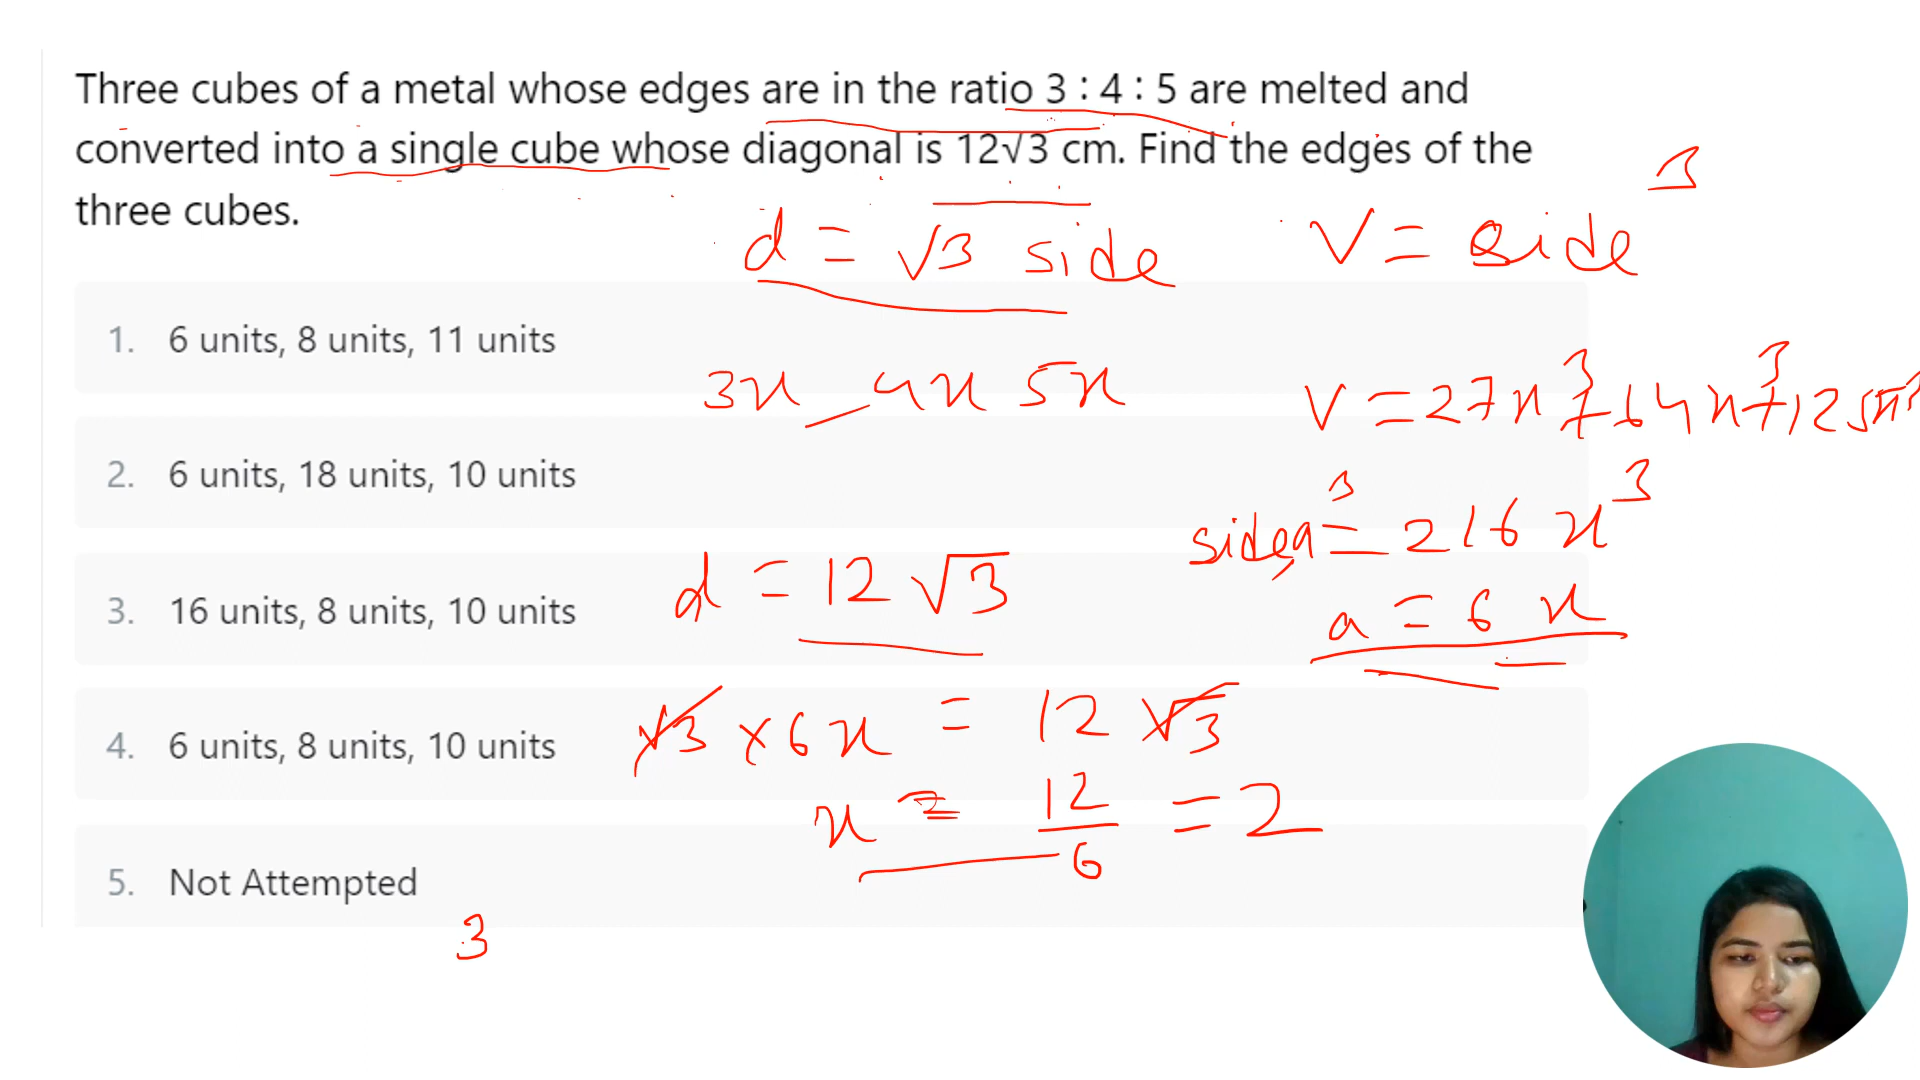 Three cubes of a metal whose edges are in the ratio 3 : 4 : 5 are melted and
converted into a single cube whose diagonal is 12√3 cm. Find the edges of the
three cubes.
d = √3 side
V = side³
1. 6 units, 8 units, 11 units
3x 4x 5x
V = 27x³ + 64x³ + 125x³
2. 6 units, 18 units, 10 units
side, a³ = 216 x³
3. 16 units, 8 units, 10 units
d = 12 √3
a = 6 x
4. 6 units, 8 units, 10 units
√3 × 6x = 12 √3
x = 12/6 = 2
5. Not Attempted
3